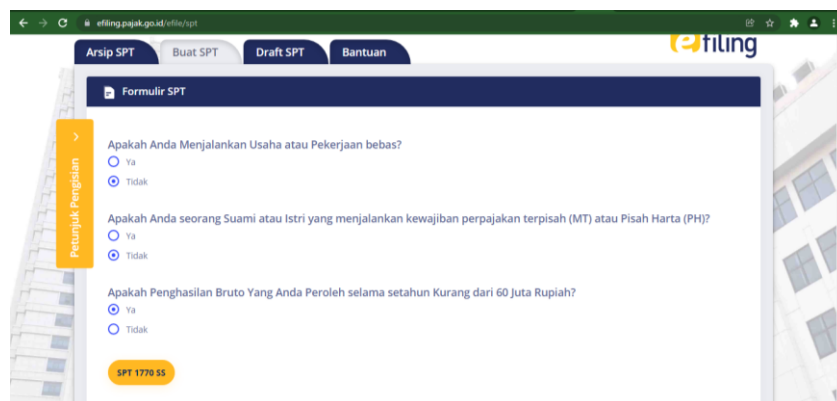 efiling.pajak.go.id/efile/spt
Arsip SPT
Buat SPT
Draft SPT
Bantuan
efiling
Formulir SPT
Petunjuk Pengisian
Apakah Anda Menjalankan Usaha atau Pekerjaan bebas?
Ya
Tidak
Apakah Anda seorang Suami atau Istri yang menjalankan kewajiban perpajakan terpisah (MT) atau Pisah Harta (PH)?
Ya
Tidak
Apakah Penghasilan Bruto Yang Anda Peroleh selama setahun Kurang dari 60 Juta Rupiah?
Ya
Tidak
SPT 1770 SS